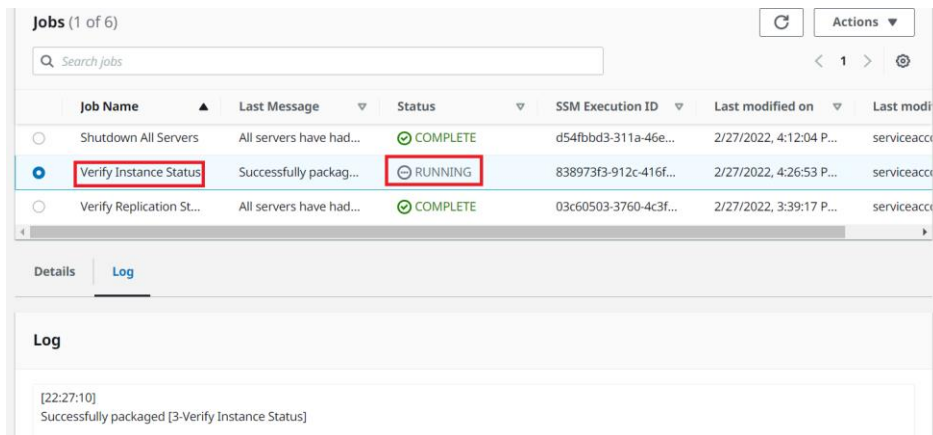 Jobs (1 of 6)
Actions
Search jobs
1
Job Name Last Message Status SSM Execution ID Last modified on Last modi
Shutdown All Servers All servers have had... COMPLETE d54fbbd3-311a-46e... 2/27/2022, 4:12:04 P... serviceacc
Verify Instance Status Successfully packag... RUNNING 838973f3-912c-416f... 2/27/2022, 4:26:53 P... serviceacc
Verify Replication St... All servers have had... COMPLETE 03c60503-3760-4c3f... 2/27/2022, 3:39:17 P... serviceacc
Details Log
Log
[22:27:10]
Successfully packaged [3-Verify Instance Status]